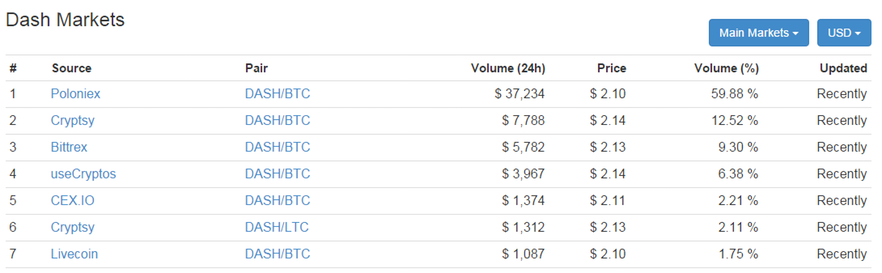 Dash Markets
Main Markets USD
# Source Pair Volume (24h) Price Volume (%) Updated
1 Poloniex DASH/BTC $ 37,234 $ 2.10 59.88 % Recently
2 Cryptsy DASH/BTC $ 7,788 $ 2.14 12.52 % Recently
3 Bittrex DASH/BTC $ 5,782 $ 2.13 9.30 % Recently
4 useCryptos DASH/BTC $ 3,967 $ 2.14 6.38 % Recently
5 CEX.IO DASH/BTC $ 1,374 $ 2.11 2.21 % Recently
6 Cryptsy DASH/LTC $ 1,312 $ 2.13 2.11 % Recently
7 Livecoin DASH/BTC $ 1,087 $ 2.10 1.75 % Recently